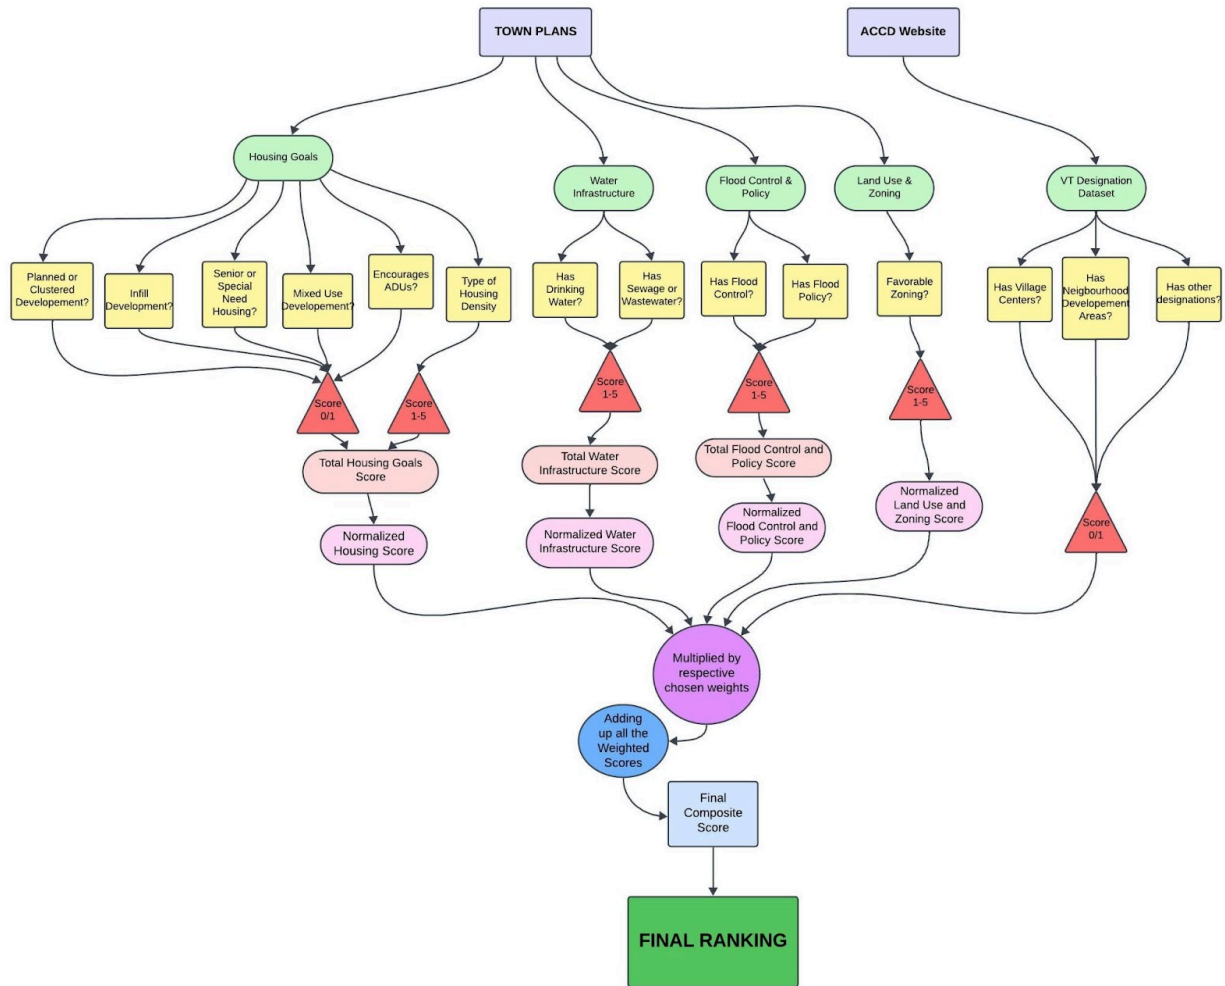 TOWN PLANS
ACCD Website
Housing Goals
Water
Infrastructure
Flood Control &
Policy
Land Use &
Zoning
VT Designation
Dataset
Planned or
Clustered
Developement?
Infill
Development?
Senior or
Special
Need
Housing?
Mixed Use
Developement?
Encourages
ADUs?
Type of
Housing
Density
Has
Drinking
Water?
Has
Sewage or
Wastewater?
Has Flood
Control?
Has Flood
Policy?
Favorable
Zoning?
Has Village
Centers?
Has
Neigbourhood
Developement
Areas?
Has other
designations?
Score
0/1
Score
1-5
Score
1-5
Score
1-5
Score
1-5
Score
0/1
Total Housing Goals
Score
Total Water
Infrastructure Score
Total Flood Control and
Policy Score
Normalized
Housing Score
Normalized Water
Infrastructure Score
Normalized
Flood Control and
Policy Score
Normalized
Land Use and
Zoning Score
Multiplied by
respective
chosen weights
Adding
up all the
Weighted
Scores
Final
Composite
Score
FINAL RANKING